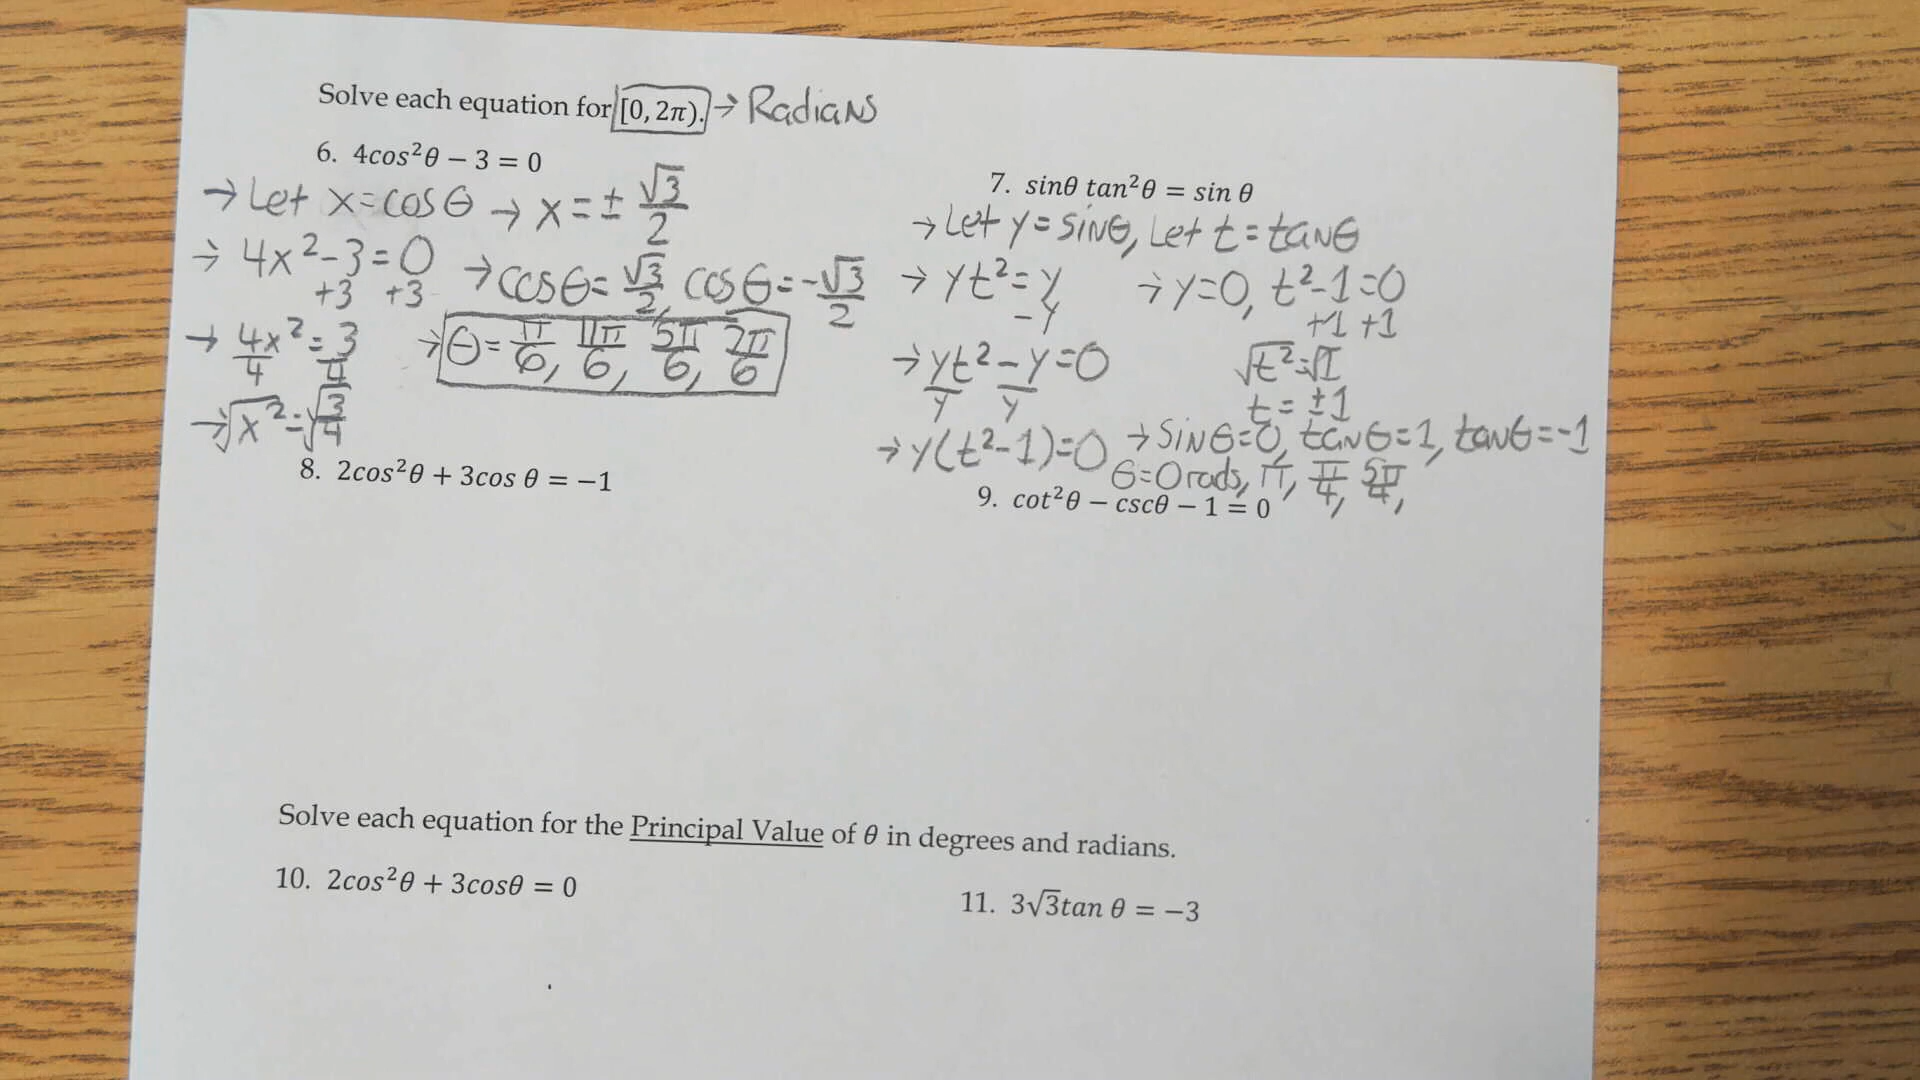 Solve each equation for [0, 2π). → Radians
6. 4cos²θ − 3 = 0
→ Let x=cosθ → x=± √3/2
→ 4x²-3=0
+3 +3
→ cosθ= √3/2, cosθ=-√3/2
→ 4x²/4 = 3/4
→ θ= π/6, 11π/6, 5π/6, 7π/6
→ √x² = √3/4
7. sinθ tan²θ = sin θ
→ Let y=sinθ, Let t=tanθ
→ yt²=y → y=0, t²-1=0
-y +1 +1
→ yt²/y - y/y =0 √t²=√1
t= ±1
→ y(t²-1)=0 → sinθ=0, tanθ=1, tanθ=-1
θ=0rads, π, π/4, 5π/4,
8. 2cos²θ + 3cos θ = −1
9. cot²θ − cscθ − 1 = 0
Solve each equation for the Principal Value of θ in degrees and radians.
10. 2cos²θ + 3cosθ = 0
11. 3√3tan θ = −3